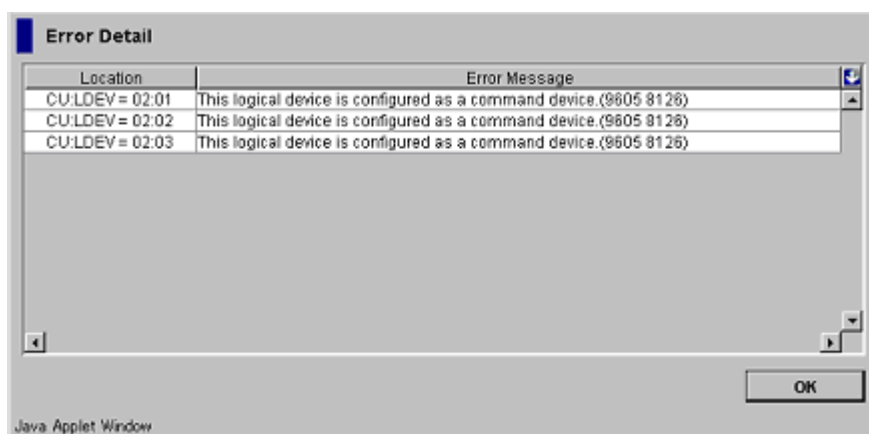 Error Detail
Location Error Message
CU:LDEV = 02:01 This logical device is configured as a command device.(9605 8126)
CU:LDEV = 02:02 This logical device is configured as a command device.(9605 8126)
CU:LDEV = 02:03 This logical device is configured as a command device.(9605 8126)
OK
Java Applet Window